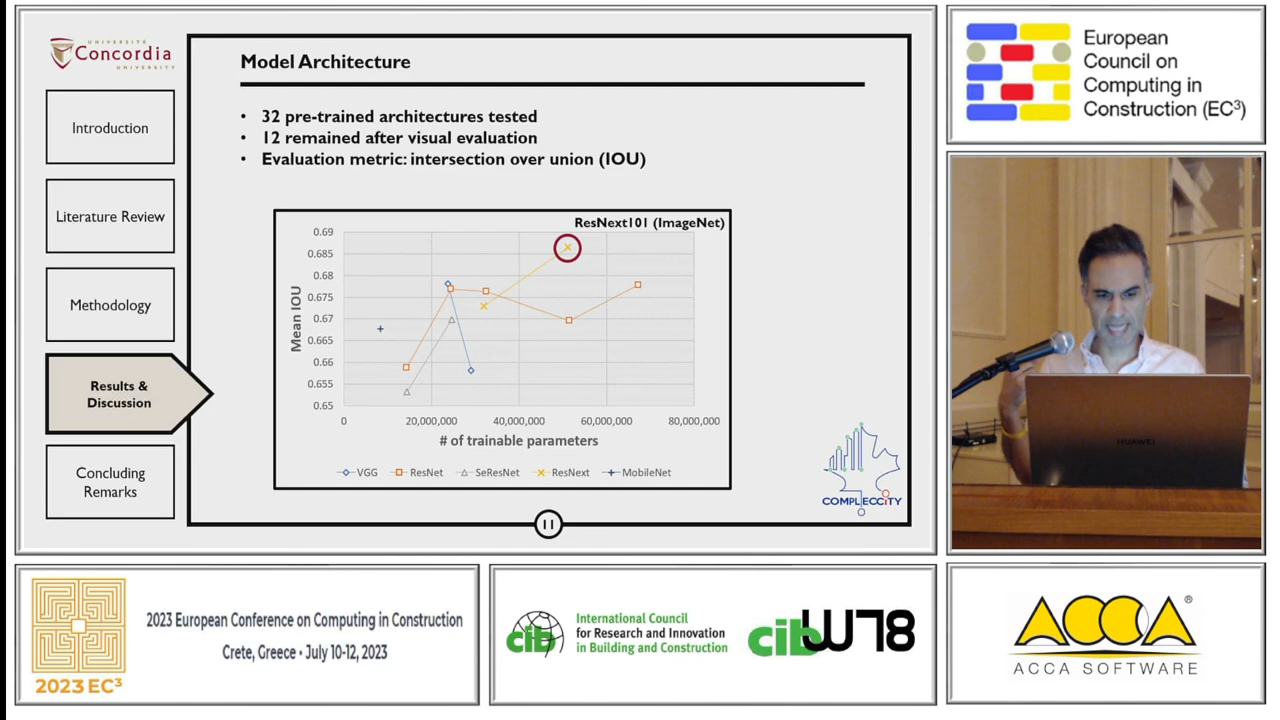 UNIVERSITÉ
Concordia
UNIVERSITY
Introduction
Literature Review
Methodology
Results &
Discussion
Concluding
Remarks
Model Architecture
• 32 pre-trained architectures tested
• 12 remained after visual evaluation
• Evaluation metric: intersection over union (IOU)
ResNext101 (ImageNet)
0.69
0.685
0.68
0.675
0.67
0.665
0.66
0.655
0.65
Mean IOU
0 20,000,000 40,000,000 60,000,000 80,000,000
# of trainable parameters
VGG ResNet SeResNet ResNext MobileNet
COMPLECCiTY
11
European
Council on
Computing in
Construction (EC³)
HUAWEI
2023 EC³
2023 European Conference on Computing in Construction
Crete, Greece • July 10-12, 2023
cib
International Council
for Research and Innovation
in Building and Construction
cib W78
ACCA®
ACCA SOFTWARE